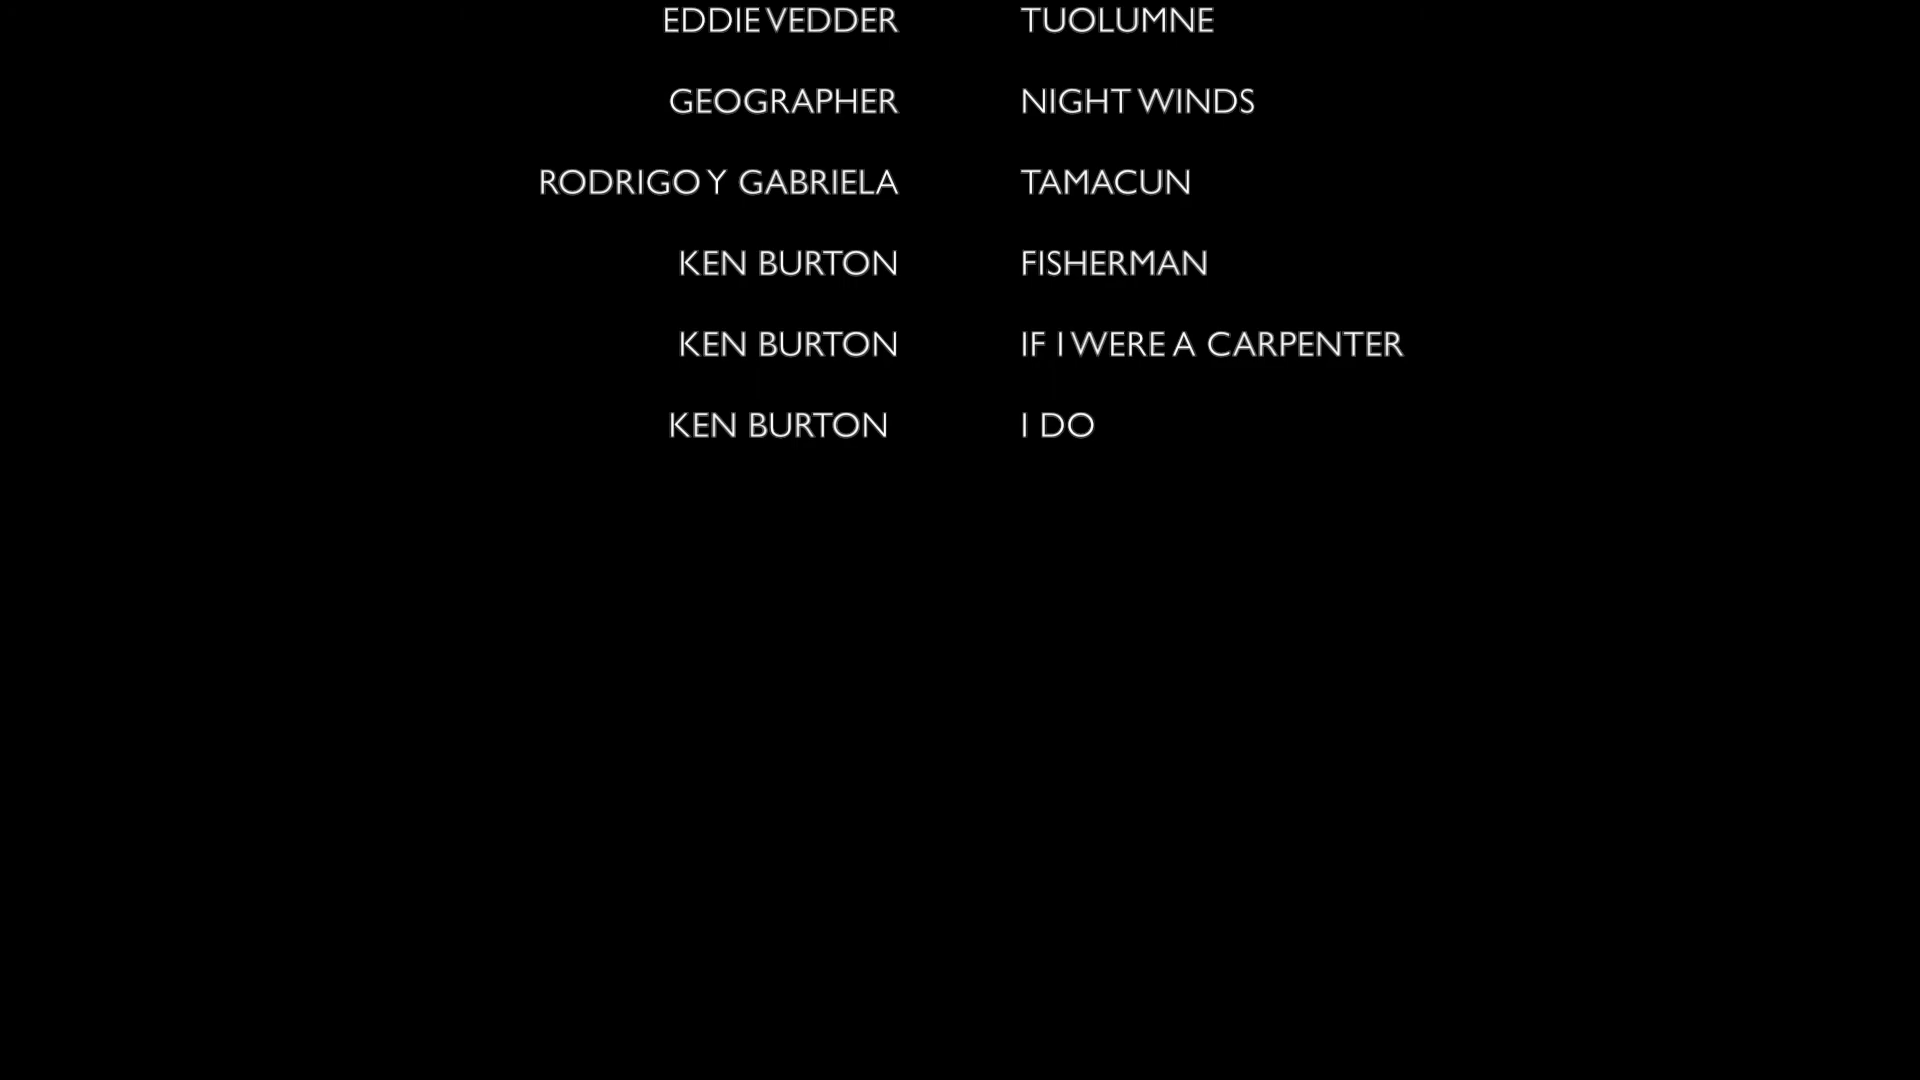 EDDIE VEDDER TUOLUMNE
GEOGRAPHER NIGHT WINDS
RODRIGO Y GABRIELA TAMACUN
KEN BURTON FISHERMAN
KEN BURTON IF I WERE A CARPENTER
KEN BURTON I DO